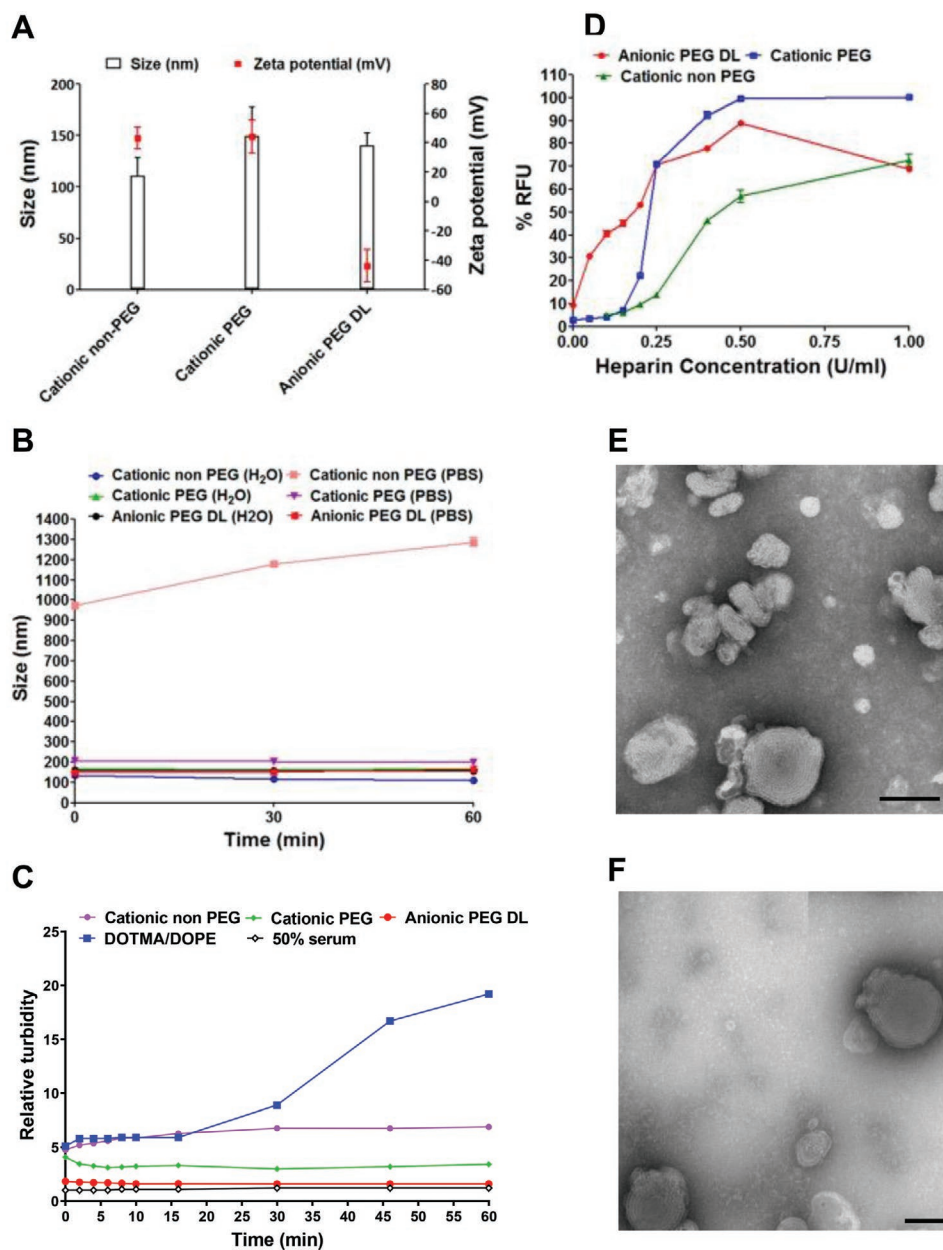 A
Size (nm) Zeta potential (mV)
200
150
100
50
0
Size (nm)
80
60
40
20
0
-20
-40
-60
Zeta potential (mV)
Cationic non-PEG
Cationic PEG
Anionic PEG DL
B
Cationic non PEG (H₂O) Cationic non PEG (PBS)
Cationic PEG (H₂O) Cationic PEG (PBS)
Anionic PEG DL (H2O) Anionic PEG DL (PBS)
1400
1300
1200
1100
1000
900
800
700
600
500
400
300
200
100
0
Size (nm)
0 30 60
Time (min)
C
Cationic non PEG Cationic PEG Anionic PEG DL
DOTMA/DOPE 50% serum
25
20
15
10
5
0
Relative turbidity
0 5 10 15 20 25 30 35 40 45 50 55 60
Time (min)
D
Anionic PEG DL Cationic PEG
Cationic non PEG
110
100
90
80
70
60
50
40
30
20
10
0
% RFU
0.00 0.25 0.50 0.75 1.00
Heparin Concentration (U/ml)
E
F